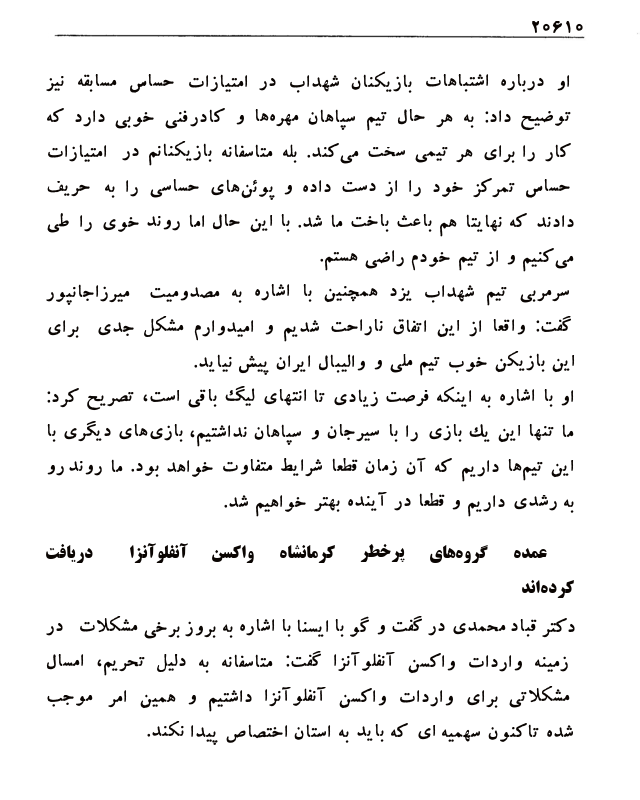 ۲۰۶۱۰
او درباره اشتباهات بازیکنان شهداب در امتیازات حساس مسابقه نیز
توضیح داد: به هر حال تیم سپاهان مهره‌ها و کادرفنی خوبی دارد که
کار را برای هر تیمی سخت می‌کند. بله متاسفانه بازیکنانم در امتیازات
حساس تمرکز خود را از دست داده و پوئن‌های حساسی را به حریف
دادند که نهایتا هم باعث باخت ما شد. با این حال اما روند خوی را طی
می‌کنیم و از تیم خودم راضی هستم.
سرمربی تیم شهداب یزد همچنین با اشاره به مصدومیت میرزاجانپور
گفت: واقعا از این اتفاق ناراحت شدیم و امیدوارم مشکل جدی برای
این بازیکن خوب تیم ملی و والیبال ایران پیش نیاید.
او با اشاره به اینکه فرصت زیادی تا انتهای لیگ باقی است، تصریح کرد:
ما تنها این یك بازی را با سیرجان و سپاهان نداشتیم، بازی‌های دیگری با
این تیم‌ها داریم که آن زمان قطعا شرایط متفاوت خواهد بود. ما روند رو
به رشدی داریم و قطعا در آینده بهتر خواهیم شد.
عمده گروه‌های پرخطر کرمانشاه واکسن آنفلوآنزا دریافت
کرده‌اند
دکتر قباد محمدی در گفت و گو با ایسنا با اشاره به بروز برخی مشکلات در
زمینه واردات واکسن آنفلوآنزا گفت: متاسفانه به دلیل تحریم، امسال
مشکلاتی برای واردات واکسن آنفلوآنزا داشتیم و همین امر موجب
شده تاکنون سهمیه ای که باید به استان اختصاص پیدا نکند.